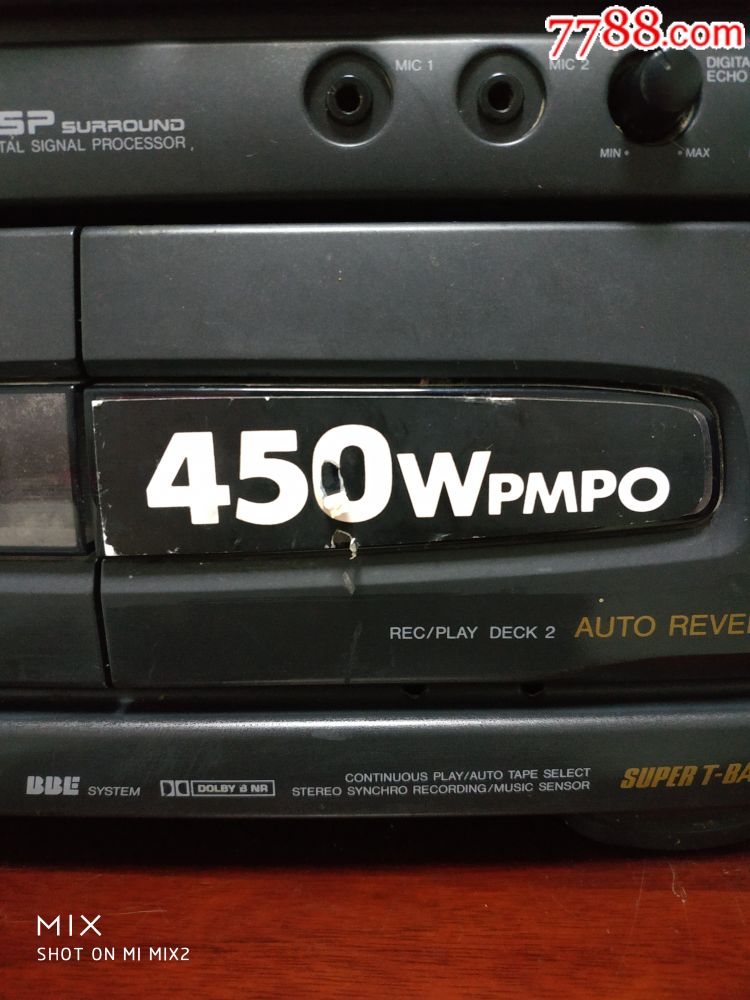 7788.com
MIC 1
MIC 2
DIGITA
ECHO
SP SURROUND
TAL SIGNAL PROCESSOR
MIN • • MAX
450WPMPO
REC/PLAY DECK 2 AUTO REVE
BBE SYSTEM
DOLBY B NR
CONTINUOUS PLAY/AUTO TAPE SELECT
STEREO SYNCHRO RECORDING/MUSIC SENSOR
SUPER T-BA
MIX
SHOT ON MI MIX2